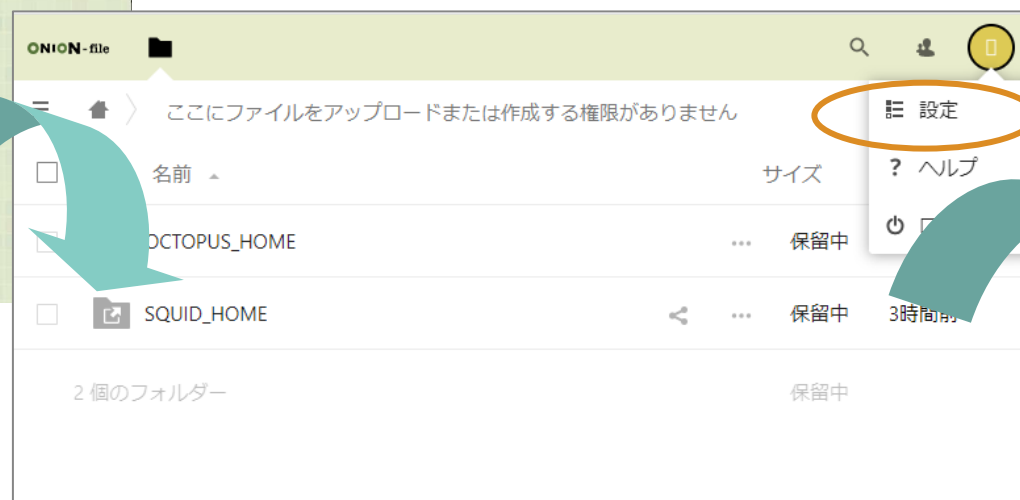 ONION-file
ここにファイルをアップロードまたは作成する権限がありません
設定
名前
サイズ
? ヘルプ
OCTOPUS_HOME ... 保留中
SQUID_HOME ... 保留中 3時間前
2 個のフォルダー 保留中